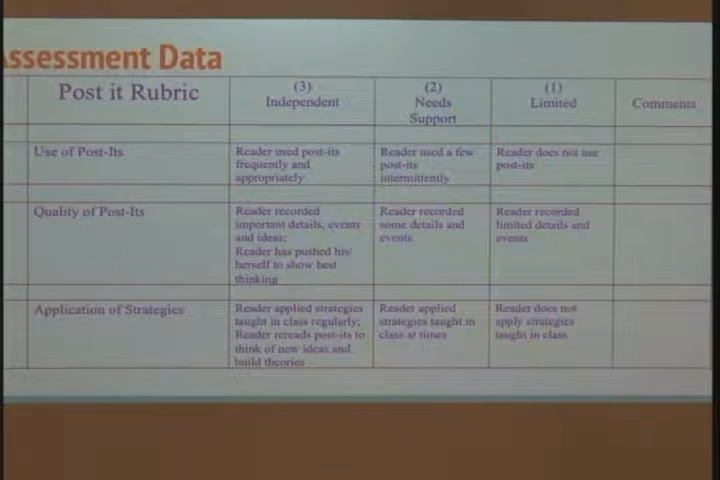 Assessment Data
Post it Rubric
(3)
Independent
(2)
Needs
Support
(1)
Limited
Comments
Use of Post-Its
Reader used post-its
frequently and
appropriately
Reader used a few
post-its
intermittently
Reader does not use
post-its
Quality of Post-Its
Reader recorded
important details, events
and ideas;
Reader has pushed his/
herself to show best
thinking
Reader recorded
some details and
events
Reader recorded
limited details and
events
Application of Strategies
Reader applied strategies
taught in class regularly;
Reader rereads post-its to
think of new ideas and
build theories
Reader applied
strategies taught in
class at times
Reader does not
apply strategies
taught in class